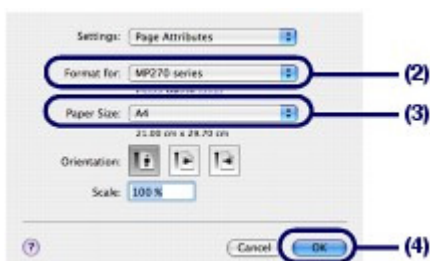 Settings: Page Attributes
Format for: MP270 series (2)
Paper Size: A4 (3)
21.00 cm x 29.70 cm
Orientation:
Scale: 100 %
? Cancel OK (4)